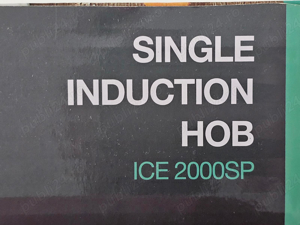 SINGLE
INDUCTION
HOB
ICE 2000SP